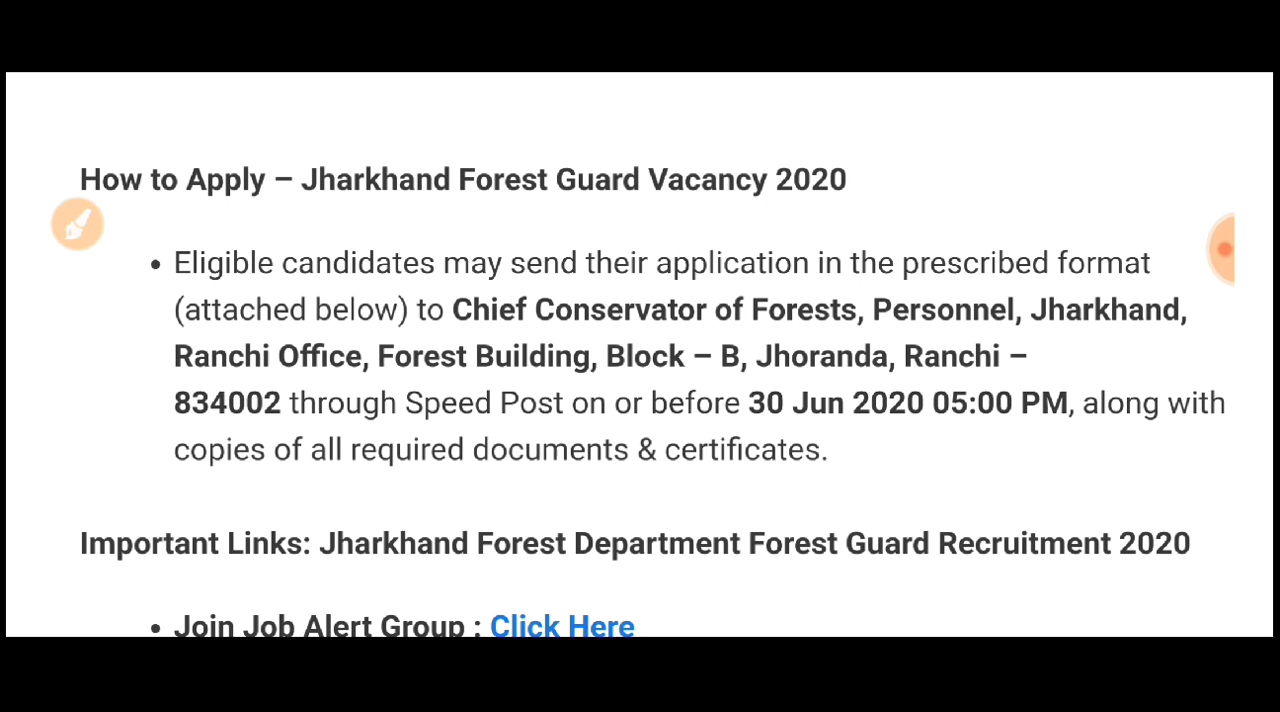 How to Apply – Jharkhand Forest Guard Vacancy 2020
• Eligible candidates may send their application in the prescribed format
(attached below) to Chief Conservator of Forests, Personnel, Jharkhand,
Ranchi Office, Forest Building, Block – B, Jhoranda, Ranchi –
834002 through Speed Post on or before 30 Jun 2020 05:00 PM, along with
copies of all required documents & certificates.
Important Links: Jharkhand Forest Department Forest Guard Recruitment 2020
• Join Job Alert Group : Click Here